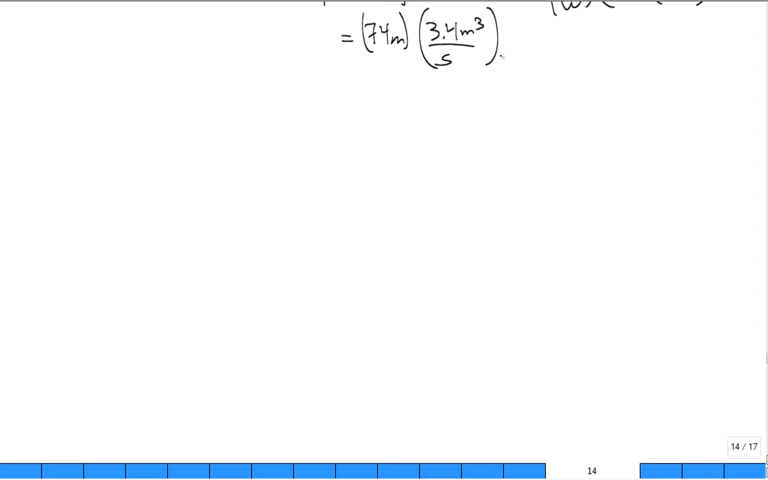 = (74m) (3.4m³/s)
14 / 17
14